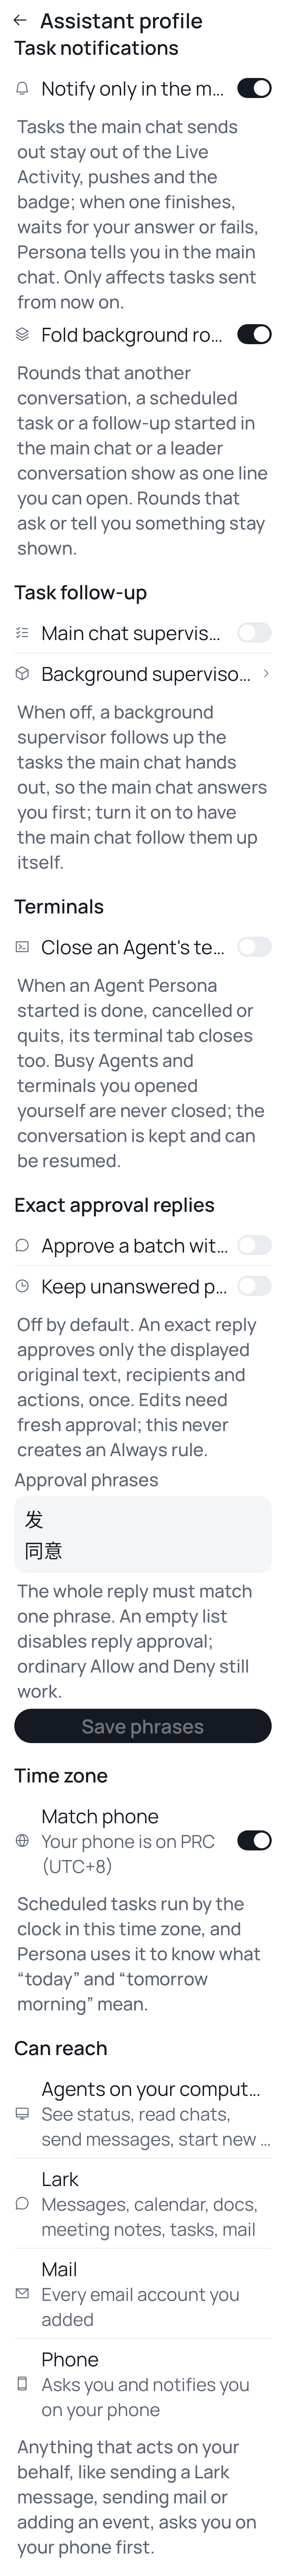 Assistant profile
Task notifications
Notify only in the m...
Tasks the main chat sends
out stay out of the Live
Activity, pushes and the
badge; when one finishes,
waits for your answer or fails,
Persona tells you in the main
chat. Only affects tasks sent
from now on.
Fold background ro...
Rounds that another
conversation, a scheduled
task or a follow-up started in
the main chat or a leader
conversation show as one line
you can open. Rounds that
ask or tell you something stay
shown.
Task follow-up
Main chat supervis...
Background superviso...
When off, a background
supervisor follows up the
tasks the main chat hands
out, so the main chat answers
you first; turn it on to have
the main chat follow them up
itself.
Terminals
Close an Agent's te...
When an Agent Persona
started is done, cancelled or
quits, its terminal tab closes
too. Busy Agents and
terminals you opened
yourself are never closed; the
conversation is kept and can
be resumed.
Exact approval replies
Approve a batch wit...
Keep unanswered p...
Off by default. An exact reply
approves only the displayed
original text, recipients and
actions, once. Edits need
fresh approval; this never
creates an Always rule.
Approval phrases
发
同意
The whole reply must match
one phrase. An empty list
disables reply approval;
ordinary Allow and Deny still
work.
Save phrases
Time zone
Match phone
Your phone is on PRC
(UTC+8)
Scheduled tasks run by the
clock in this time zone, and
Persona uses it to know what
“today” and “tomorrow
morning” mean.
Can reach
Agents on your comput...
See status, read chats,
send messages, start new ...
Lark
Messages, calendar, docs,
meeting notes, tasks, mail
Mail
Every email account you
added
Phone
Asks you and notifies you
on your phone
Anything that acts on your
behalf, like sending a Lark
message, sending mail or
adding an event, asks you on
your phone first.